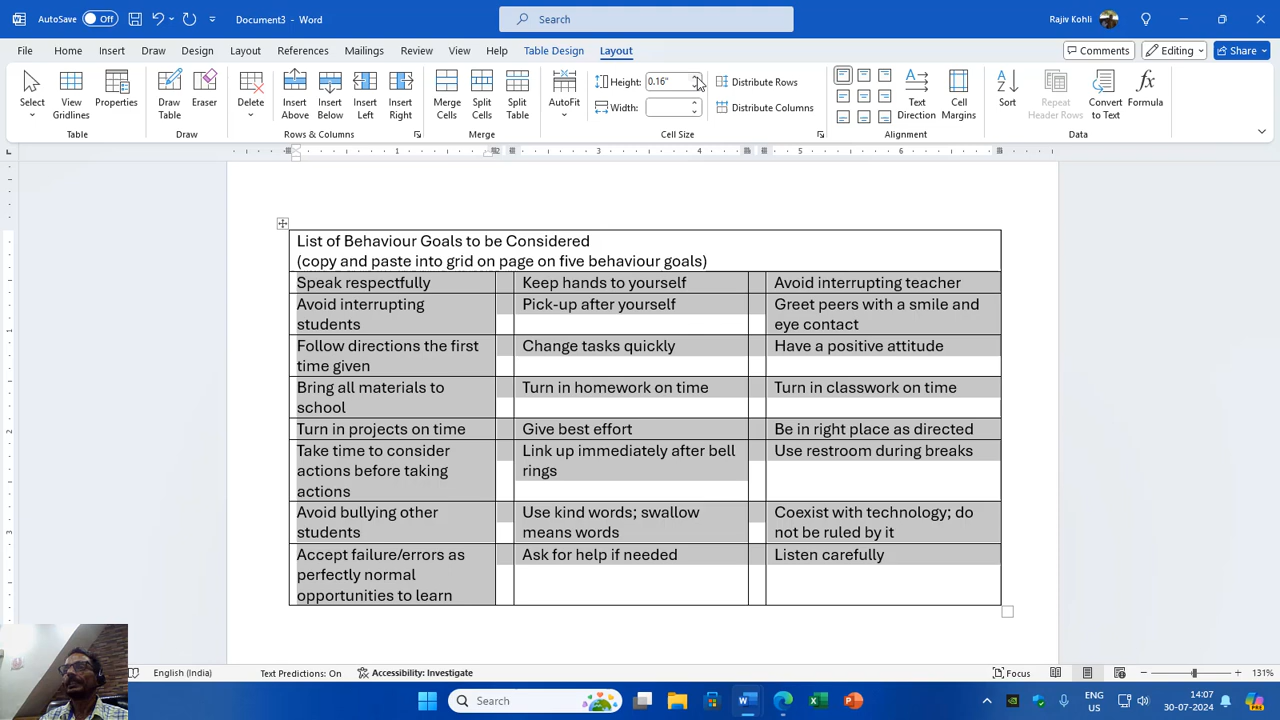 AutoSave Off
Document3 - Word
Search
Rajiv Kohli
File Home Insert Draw Design Layout References Mailings Review View Help Table Design Layout
Comments Editing Share
Select
View Gridlines
Properties
Table
Draw Table
Eraser
Draw
Delete
Insert Above
Insert Below
Insert Left
Insert Right
Rows & Columns
Merge Cells
Split Cells
Split Table
Merge
AutoFit
Height: 0.16"
Width:
Distribute Rows
Distribute Columns
Cell Size
Text Direction
Cell Margins
Alignment
Sort
Repeat Header Rows
Convert to Text
Formula
Data
1 2 3 4 5 6
List of Behaviour Goals to be Considered
(copy and paste into grid on page on five behaviour goals)
Speak respectfully
Keep hands to yourself
Avoid interrupting teacher
Avoid interrupting
students
Pick-up after yourself
Greet peers with a smile and
eye contact
Follow directions the first
time given
Change tasks quickly
Have a positive attitude
Bring all materials to
school
Turn in homework on time
Turn in classwork on time
Turn in projects on time
Give best effort
Be in right place as directed
Take time to consider
actions before taking
actions
Link up immediately after bell
rings
Use restroom during breaks
Avoid bullying other
students
Use kind words; swallow
means words
Coexist with technology; do
not be ruled by it
Accept failure/errors as
perfectly normal
opportunities to learn
Ask for help if needed
Listen carefully
English (India)
Text Predictions: On
Accessibility: Investigate
Focus
131%
Search
ENG
US
14:07
30-07-2024